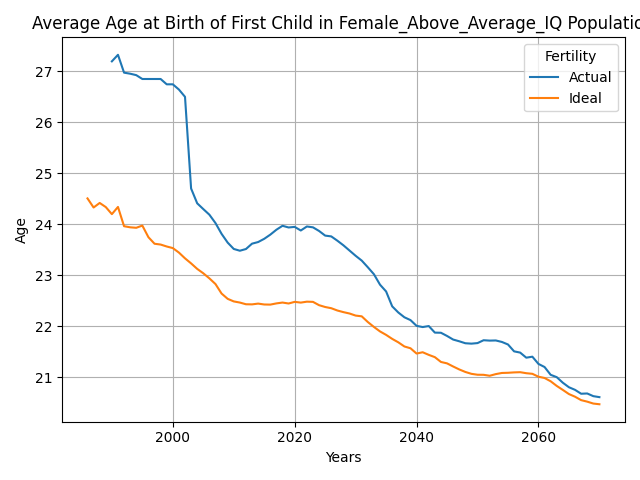 Average Age at Birth of First Child in Female_Above_Average_IQ Populatio
Fertility
Actual
Ideal
27
26
25
24
23
22
21
Age
2000
2020
2040
2060
Years